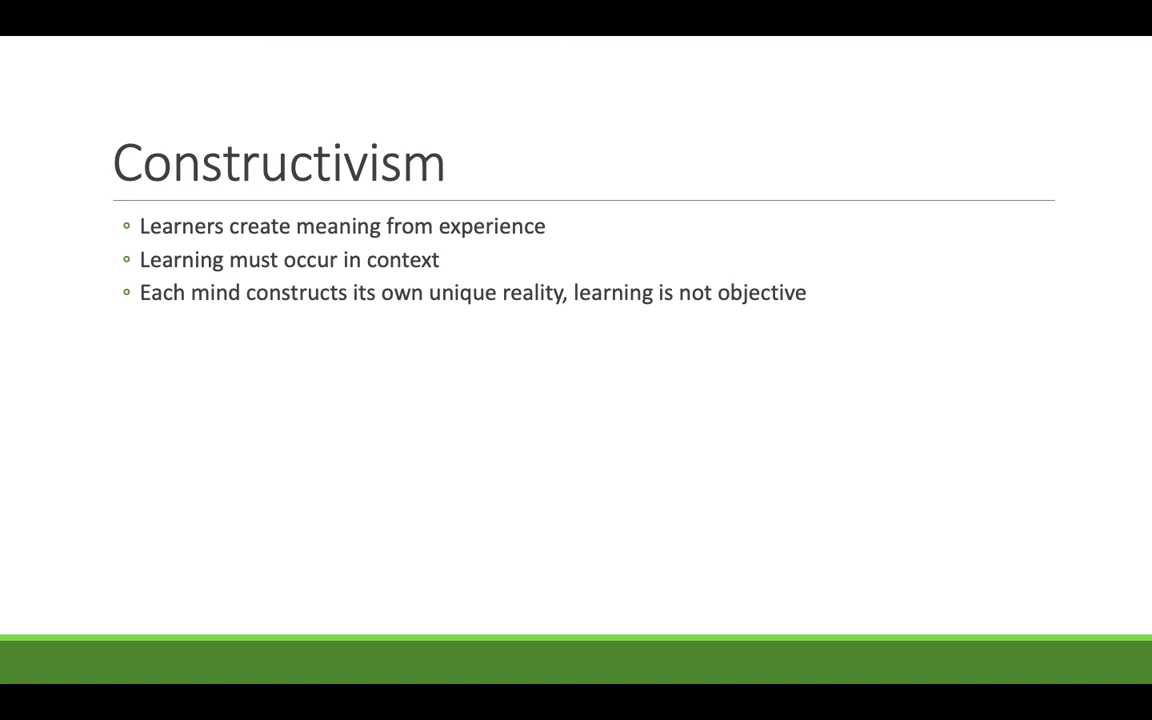 Constructivism
◦ Learners create meaning from experience
◦ Learning must occur in context
◦ Each mind constructs its own unique reality, learning is not objective